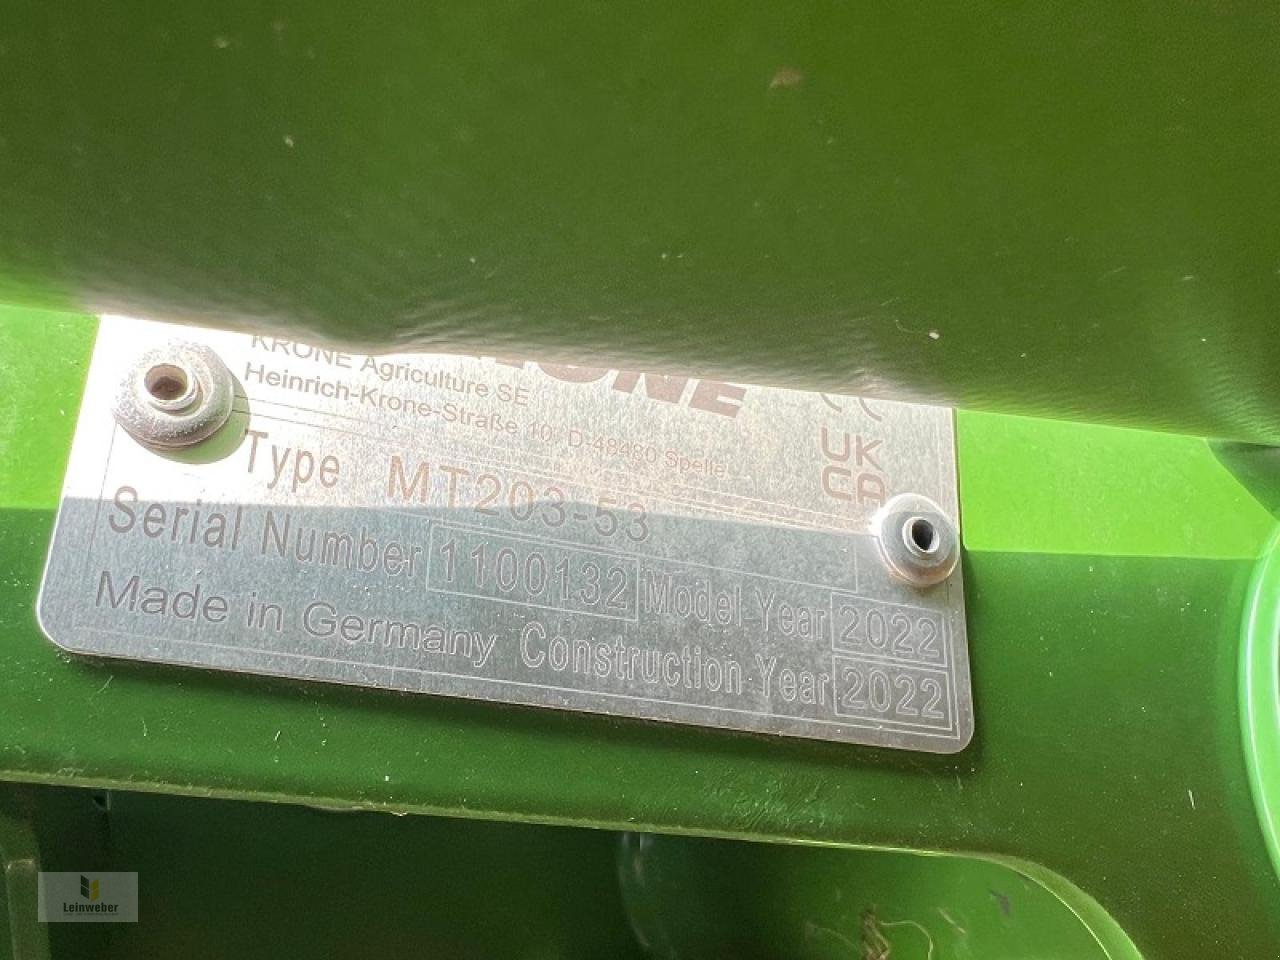 KRONE
KRONE Agriculture SE
Heinrich-Krone-Straße 10, D-48480 Spelle
UK
CA
Type MT203-53
Serial Number 1100132 Model Year 2022
Made in Germany Construction Year 2022
Leinweber